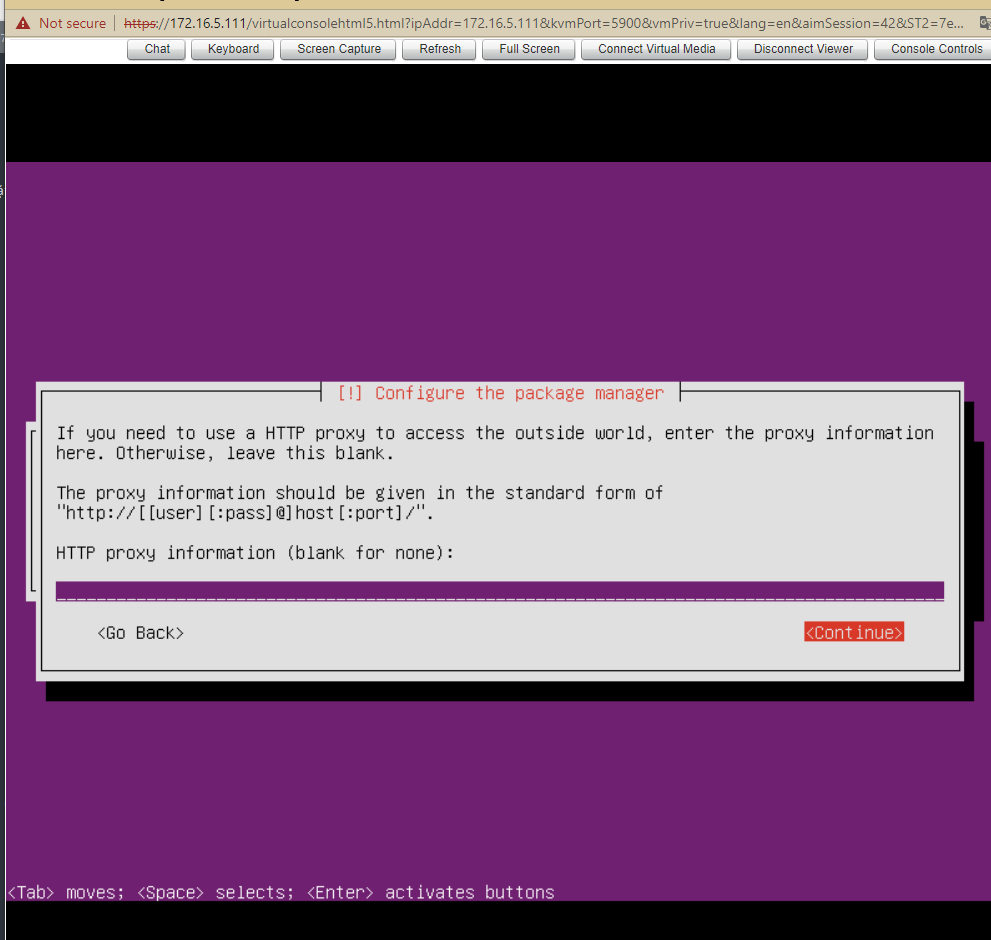 Not secure | https://172.16.5.111/virtualconsolehtml5.html?ipAddr=172.16.5.111&kvmPort=5900&vmPriv=true&lang=en&aimSession=42&ST2=7e...
Chat Keyboard Screen Capture Refresh Full Screen Connect Virtual Media Disconnect Viewer Console Controls
[!] Configure the package manager
If you need to use a HTTP proxy to access the outside world, enter the proxy information
here. Otherwise, leave this blank.
The proxy information should be given in the standard form of
"http://[[user][:pass]@]host[:port]/".
HTTP proxy information (blank for none):
<Go Back> <Continue>
<Tab> moves; <Space> selects; <Enter> activates buttons